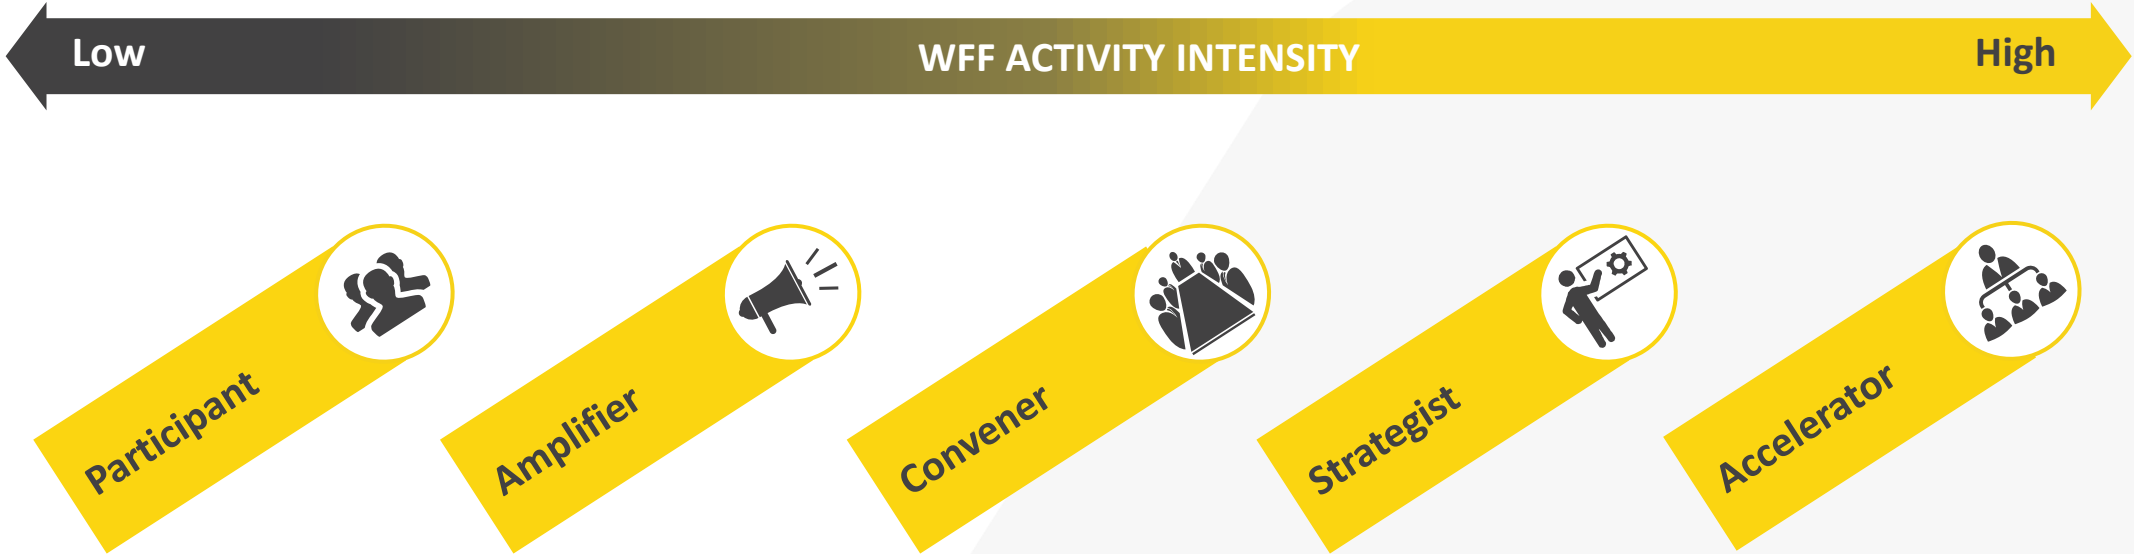 Low
WFF ACTIVITY INTENSITY
High
Participant
Amplifier
Convener
Strategist
Accelerator